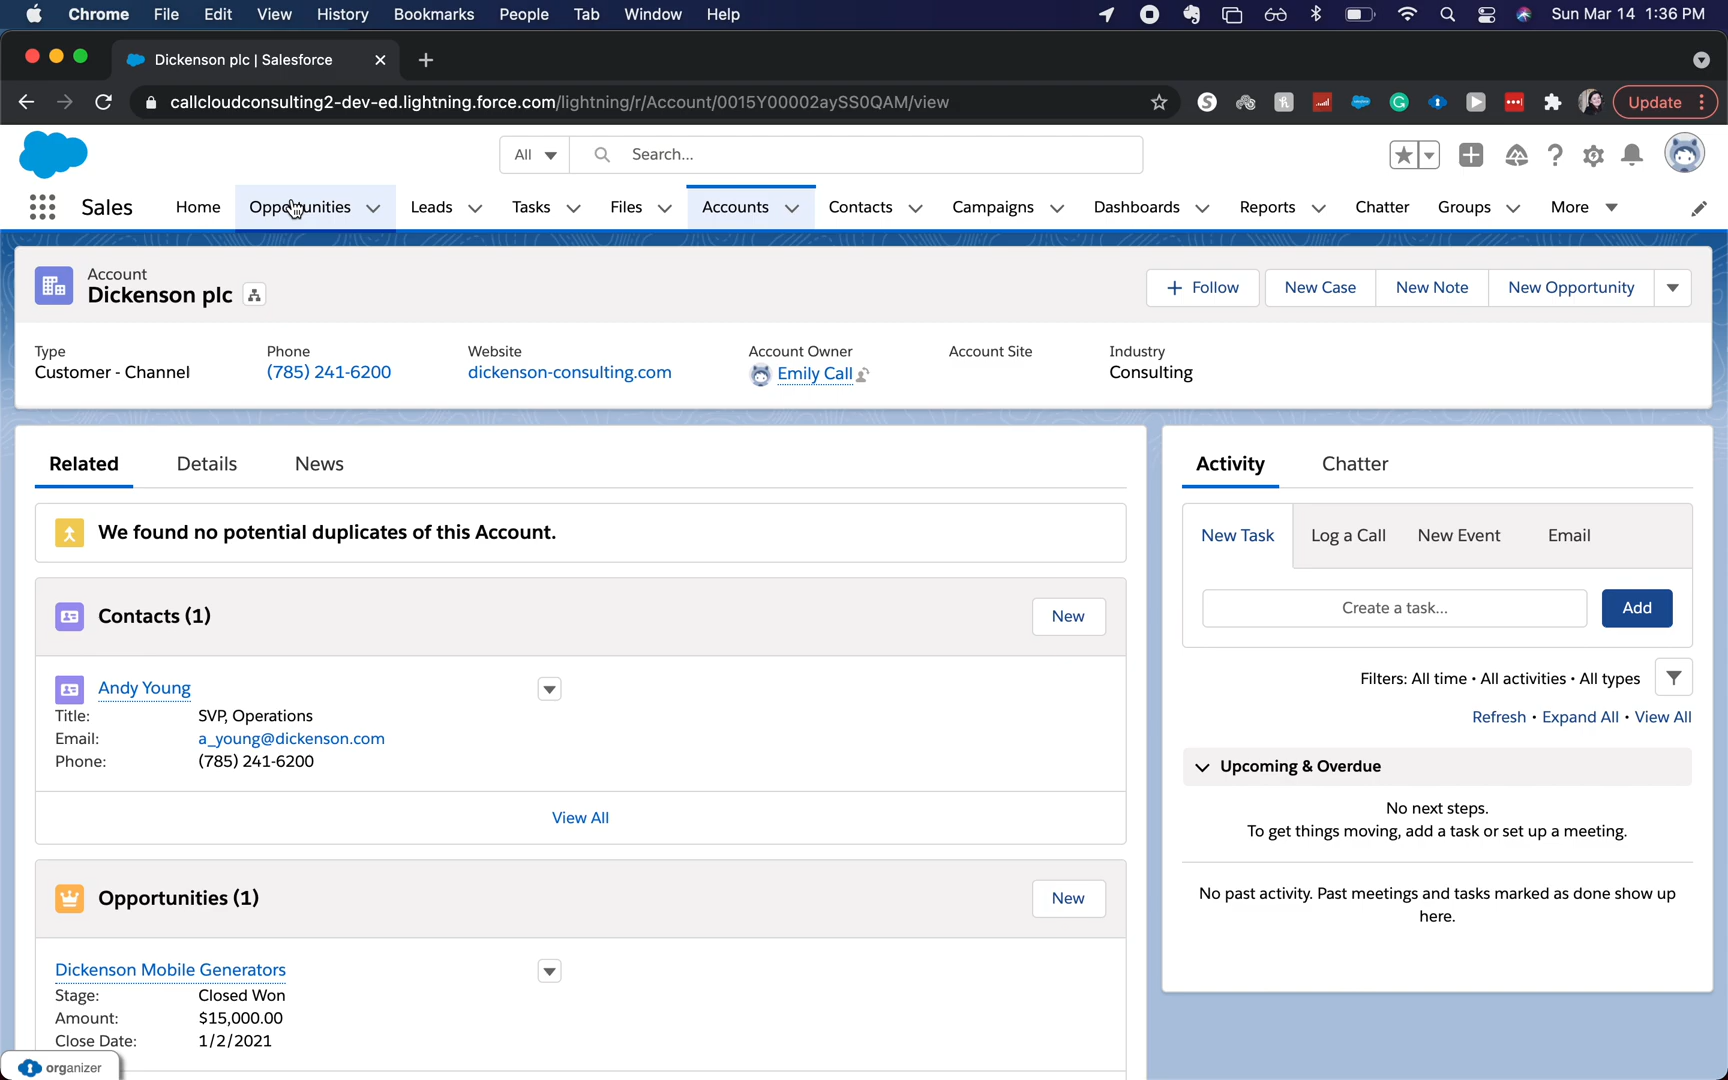 Chrome File Edit View History Bookmarks People Tab Window Help Sun Mar 14 1:36 PM
Dickenson plc | Salesforce
callcloudconsulting2-dev-ed.lightning.force.com/lightning/r/Account/0015Y00002aySS0QAM/view Update
All Search...
Sales Home Opportunities Leads Tasks Files Accounts Contacts Campaigns Dashboards Reports Chatter Groups More
Account
Dickenson plc
Follow New Case New Note New Opportunity
Type Phone Website Account Owner Account Site Industry
Customer - Channel (785) 241-6200 dickenson-consulting.com Emily Call Consulting
Related Details News
We found no potential duplicates of this Account.
Contacts (1) New
Andy Young
Title: SVP, Operations
Email: a_young@dickenson.com
Phone: (785) 241-6200
View All
Opportunities (1) New
Dickenson Mobile Generators
Stage: Closed Won
Amount: $15,000.00
Close Date: 1/2/2021
organizer
Activity Chatter
New Task Log a Call New Event Email
Create a task... Add
Filters: All time • All activities • All types
Refresh • Expand All • View All
Upcoming & Overdue
No next steps.
To get things moving, add a task or set up a meeting.
No past activity. Past meetings and tasks marked as done show up
here.